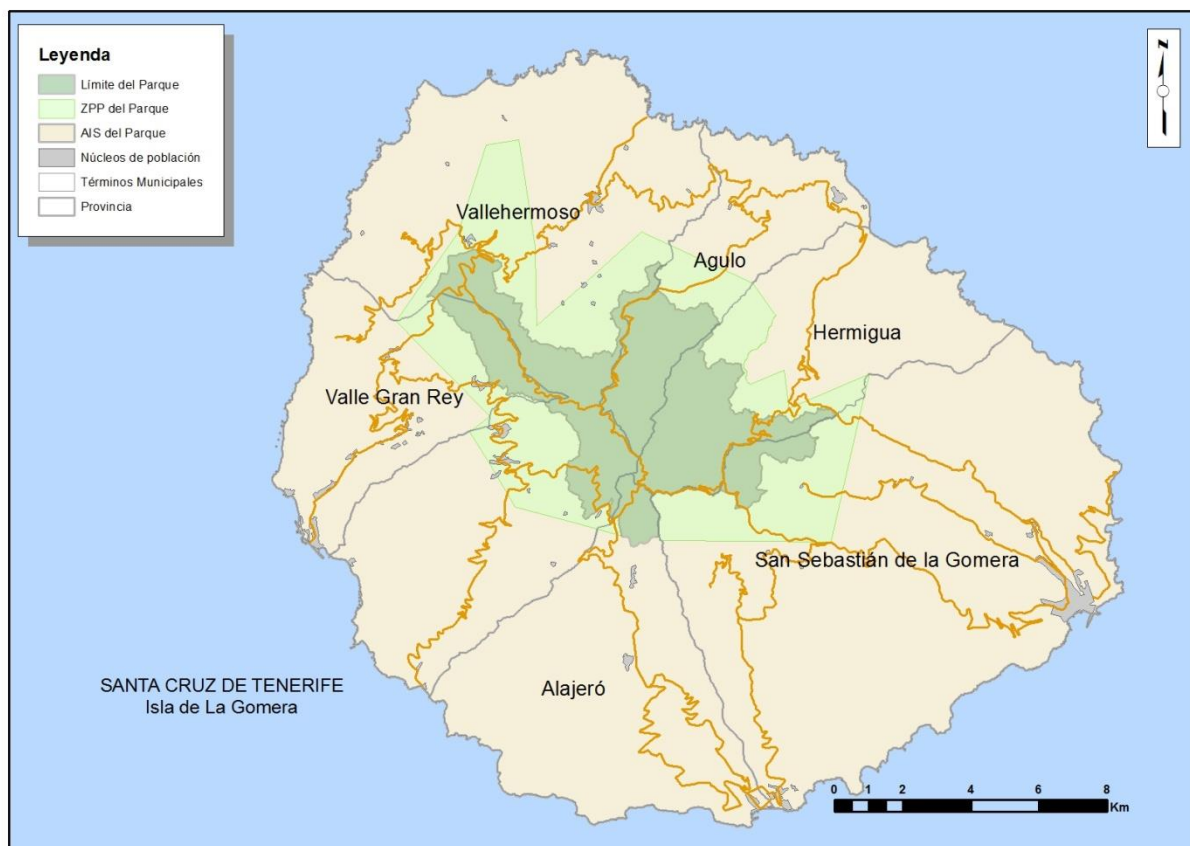 Leyenda
Límite del Parque
ZPP del Parque
AIS del Parque
Núcleos de población
Términos Municipales
Provincia
N
Vallehermoso
Agulo
Hermigua
Valle Gran Rey
San Sebastián de la Gomera
Alajeró
SANTA CRUZ DE TENERIFE
Isla de La Gomera
0 1 2 4 6 8
Km